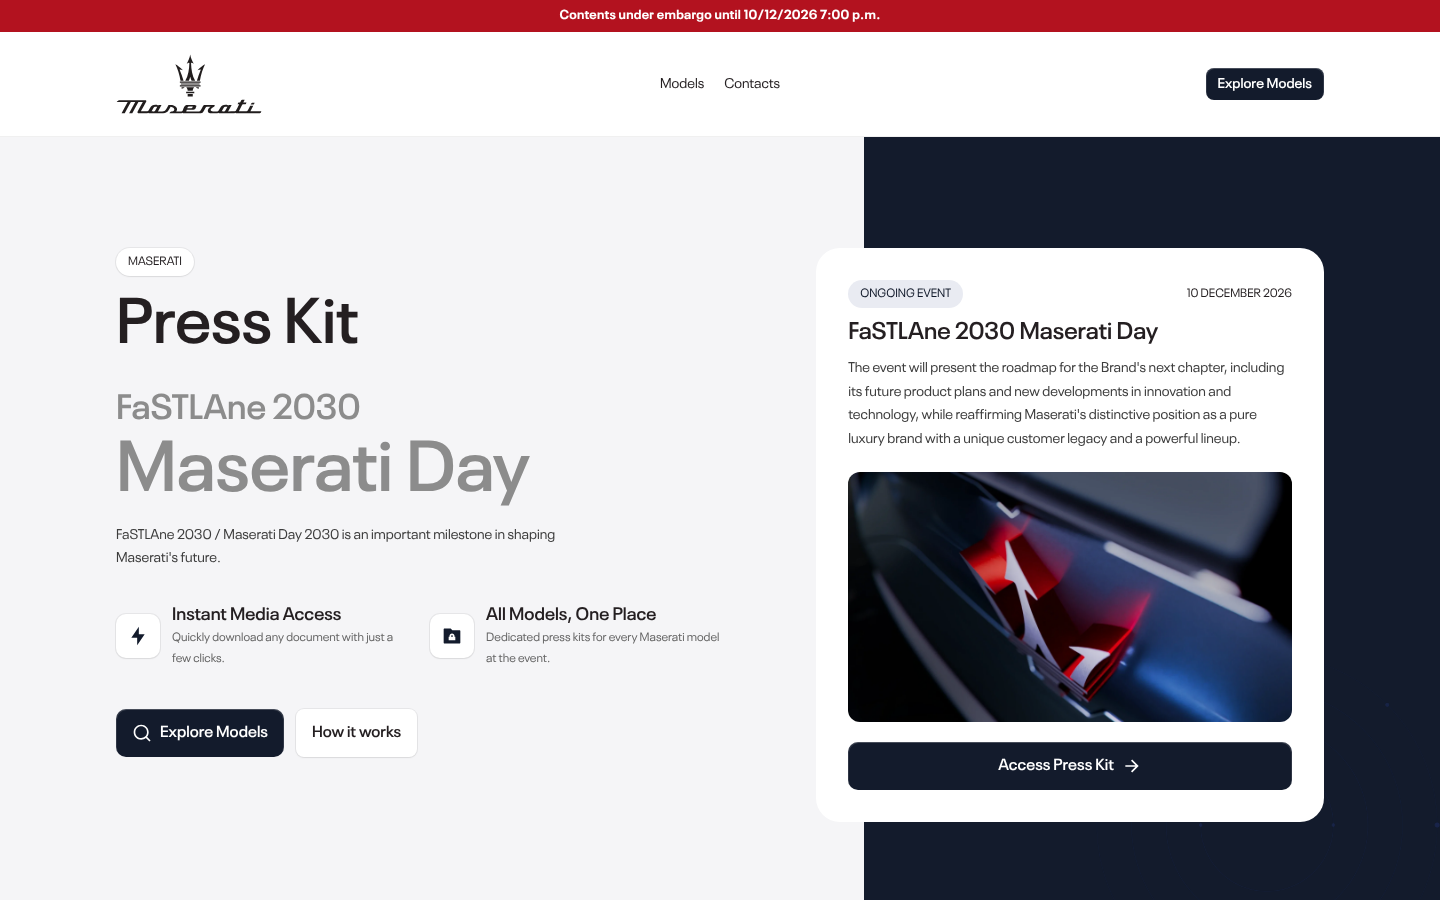 Contents under embargo until 10/12/2026 7:00 p.m.
Maserati
Models
Contacts
Explore Models
MASERATI
Press Kit
FaSTLAne 2030
Maserati Day
FaSTLAne 2030 / Maserati Day 2030 is an important milestone in shaping
Maserati's future.
Instant Media Access
Quickly download any document with just a
few clicks.
All Models, One Place
Dedicated press kits for every Maserati model
at the event.
Explore Models
How it works
ONGOING EVENT
10 DECEMBER 2026
FaSTLAne 2030 Maserati Day
The event will present the roadmap for the Brand's next chapter, including
its future product plans and new developments in innovation and
technology, while reaffirming Maserati's distinctive position as a pure
luxury brand with a unique customer legacy and a powerful lineup.
Access Press Kit